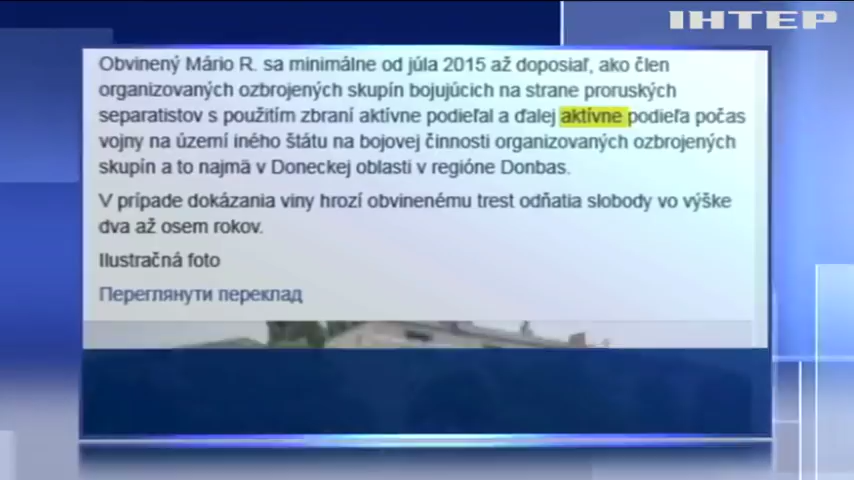 ІНТЕР
Obvinený Mário R. sa minimálne od júla 2015 až doposiaľ, ako člen
organizovaných ozbrojených skupín bojujúcich na strane proruských
separatistov s použitím zbraní aktívne podieľal a ďalej aktívne podieľa počas
vojny na území iného štátu na bojovej činnosti organizovaných ozbrojených
skupín a to najmä v Doneckej oblasti v regióne Donbas.
V prípade dokázania viny hrozí obvinenému trest odňatia slobody vo výške
dva až osem rokov.
Ilustračná foto
Переглянути переклад